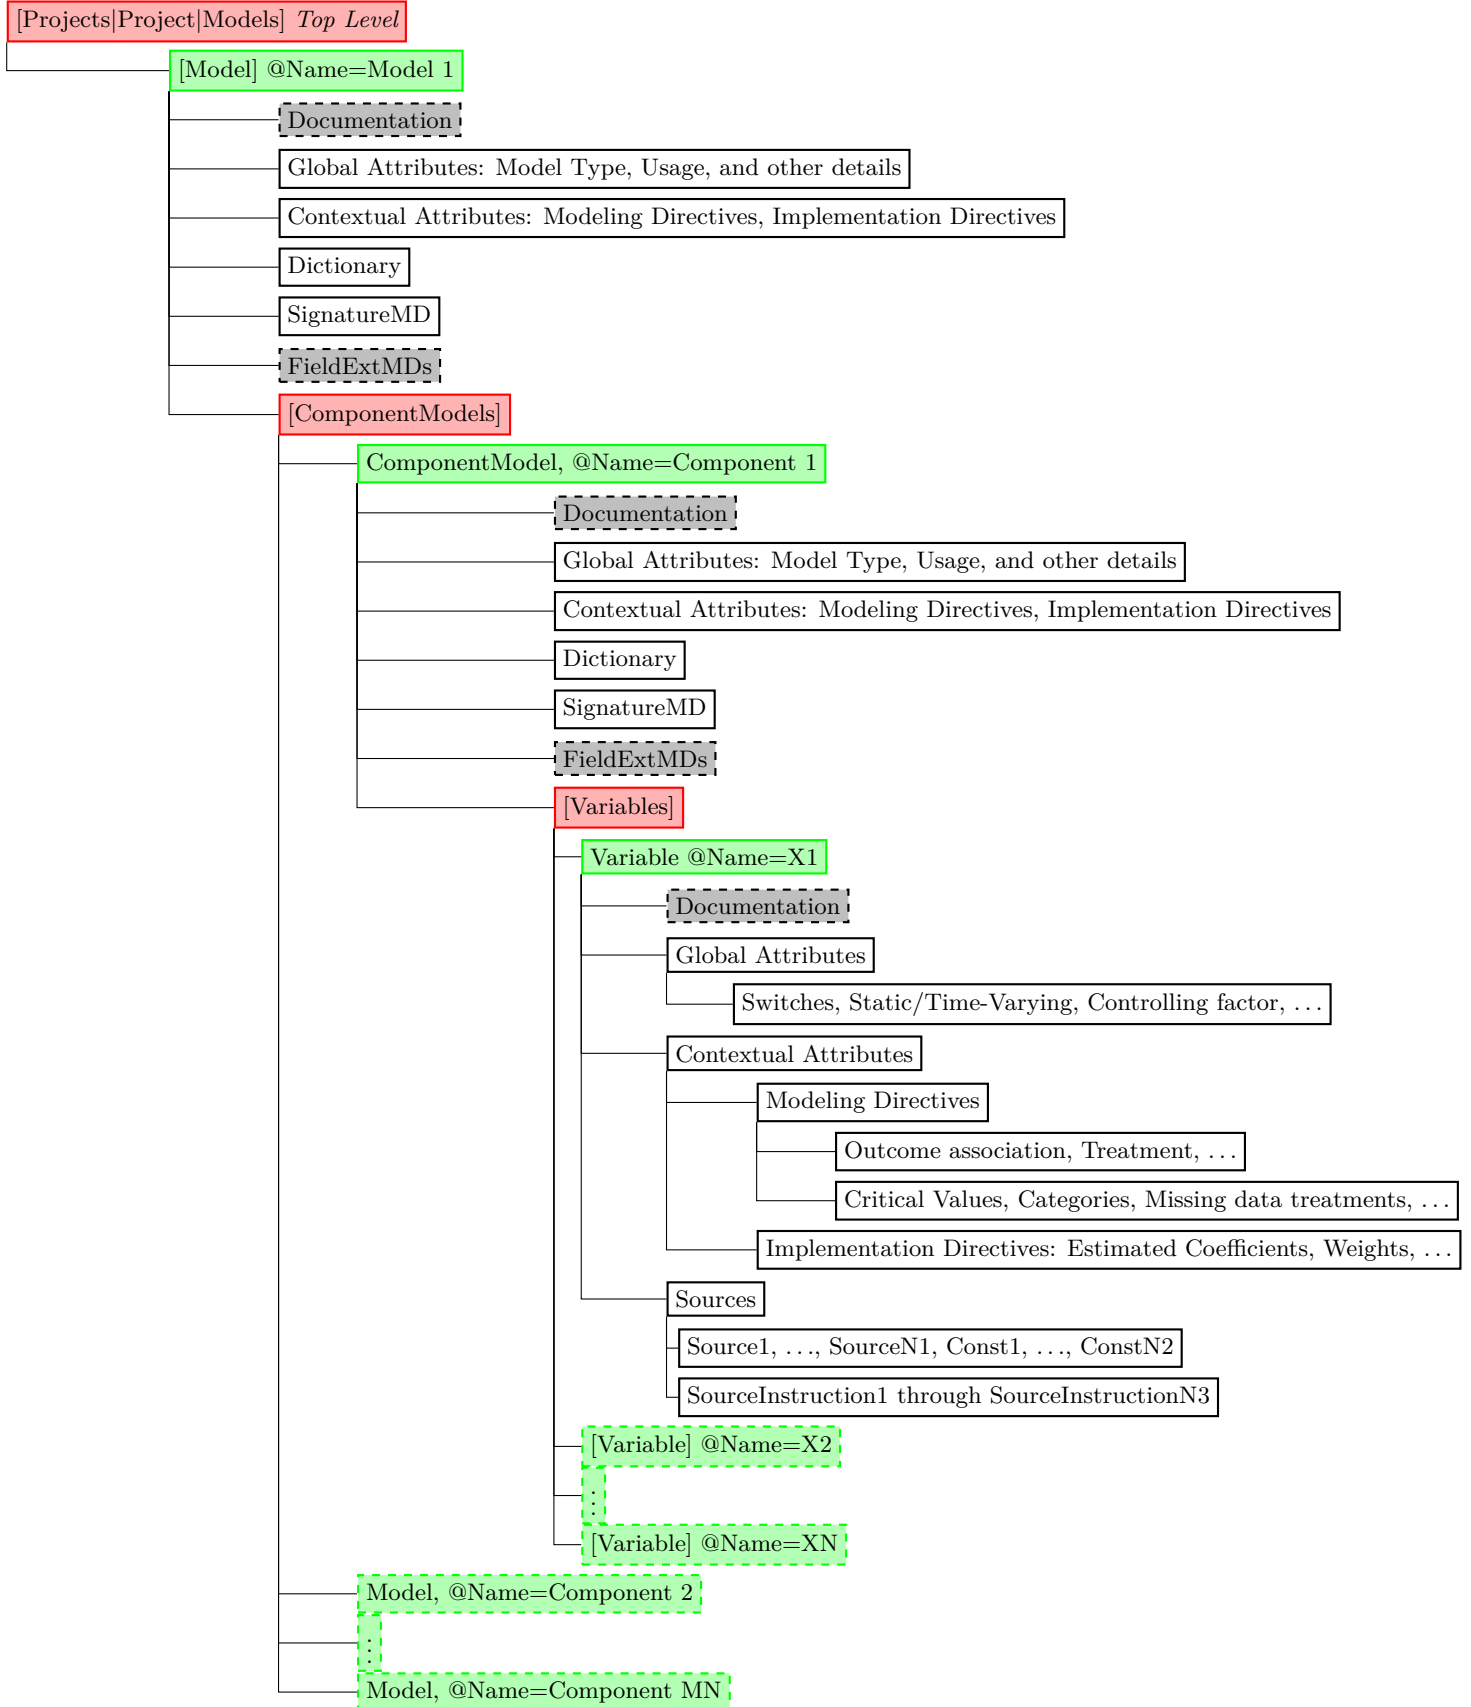 [Projects|Project|Models] Top Level
[Model] @Name=Model 1
Documentation
Global Attributes: Model Type, Usage, and other details
Contextual Attributes: Modeling Directives, Implementation Directives
Dictionary
SignatureMD
FieldExtMDs
[ComponentModels]
ComponentModel, @Name=Component 1
Documentation
Global Attributes: Model Type, Usage, and other details
Contextual Attributes: Modeling Directives, Implementation Directives
Dictionary
SignatureMD
FieldExtMDs
[Variables]
Variable @Name=X1
Documentation
Global Attributes
Switches, Static/Time-Varying, Controlling factor, ...
Contextual Attributes
Modeling Directives
Outcome association, Treatment, ...
Critical Values, Categories, Missing data treatments, ...
Implementation Directives: Estimated Coefficients, Weights, ...
Sources
Source1, ..., SourceN1, Const1, ..., ConstN2
SourceInstruction1 through SourceInstructionN3
[Variable] @Name=X2
⋮
[Variable] @Name=XN
Model, @Name=Component 2
⋮
Model, @Name=Component MN